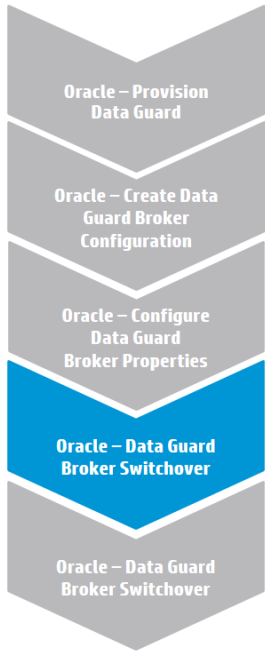 Oracle – Provision
Data Guard
Oracle – Create Data
Guard Broker
Configuration
Oracle – Configure
Data Guard
Broker Properties
Oracle – Data Guard
Broker Switchover
Oracle – Data Guard
Broker Switchover